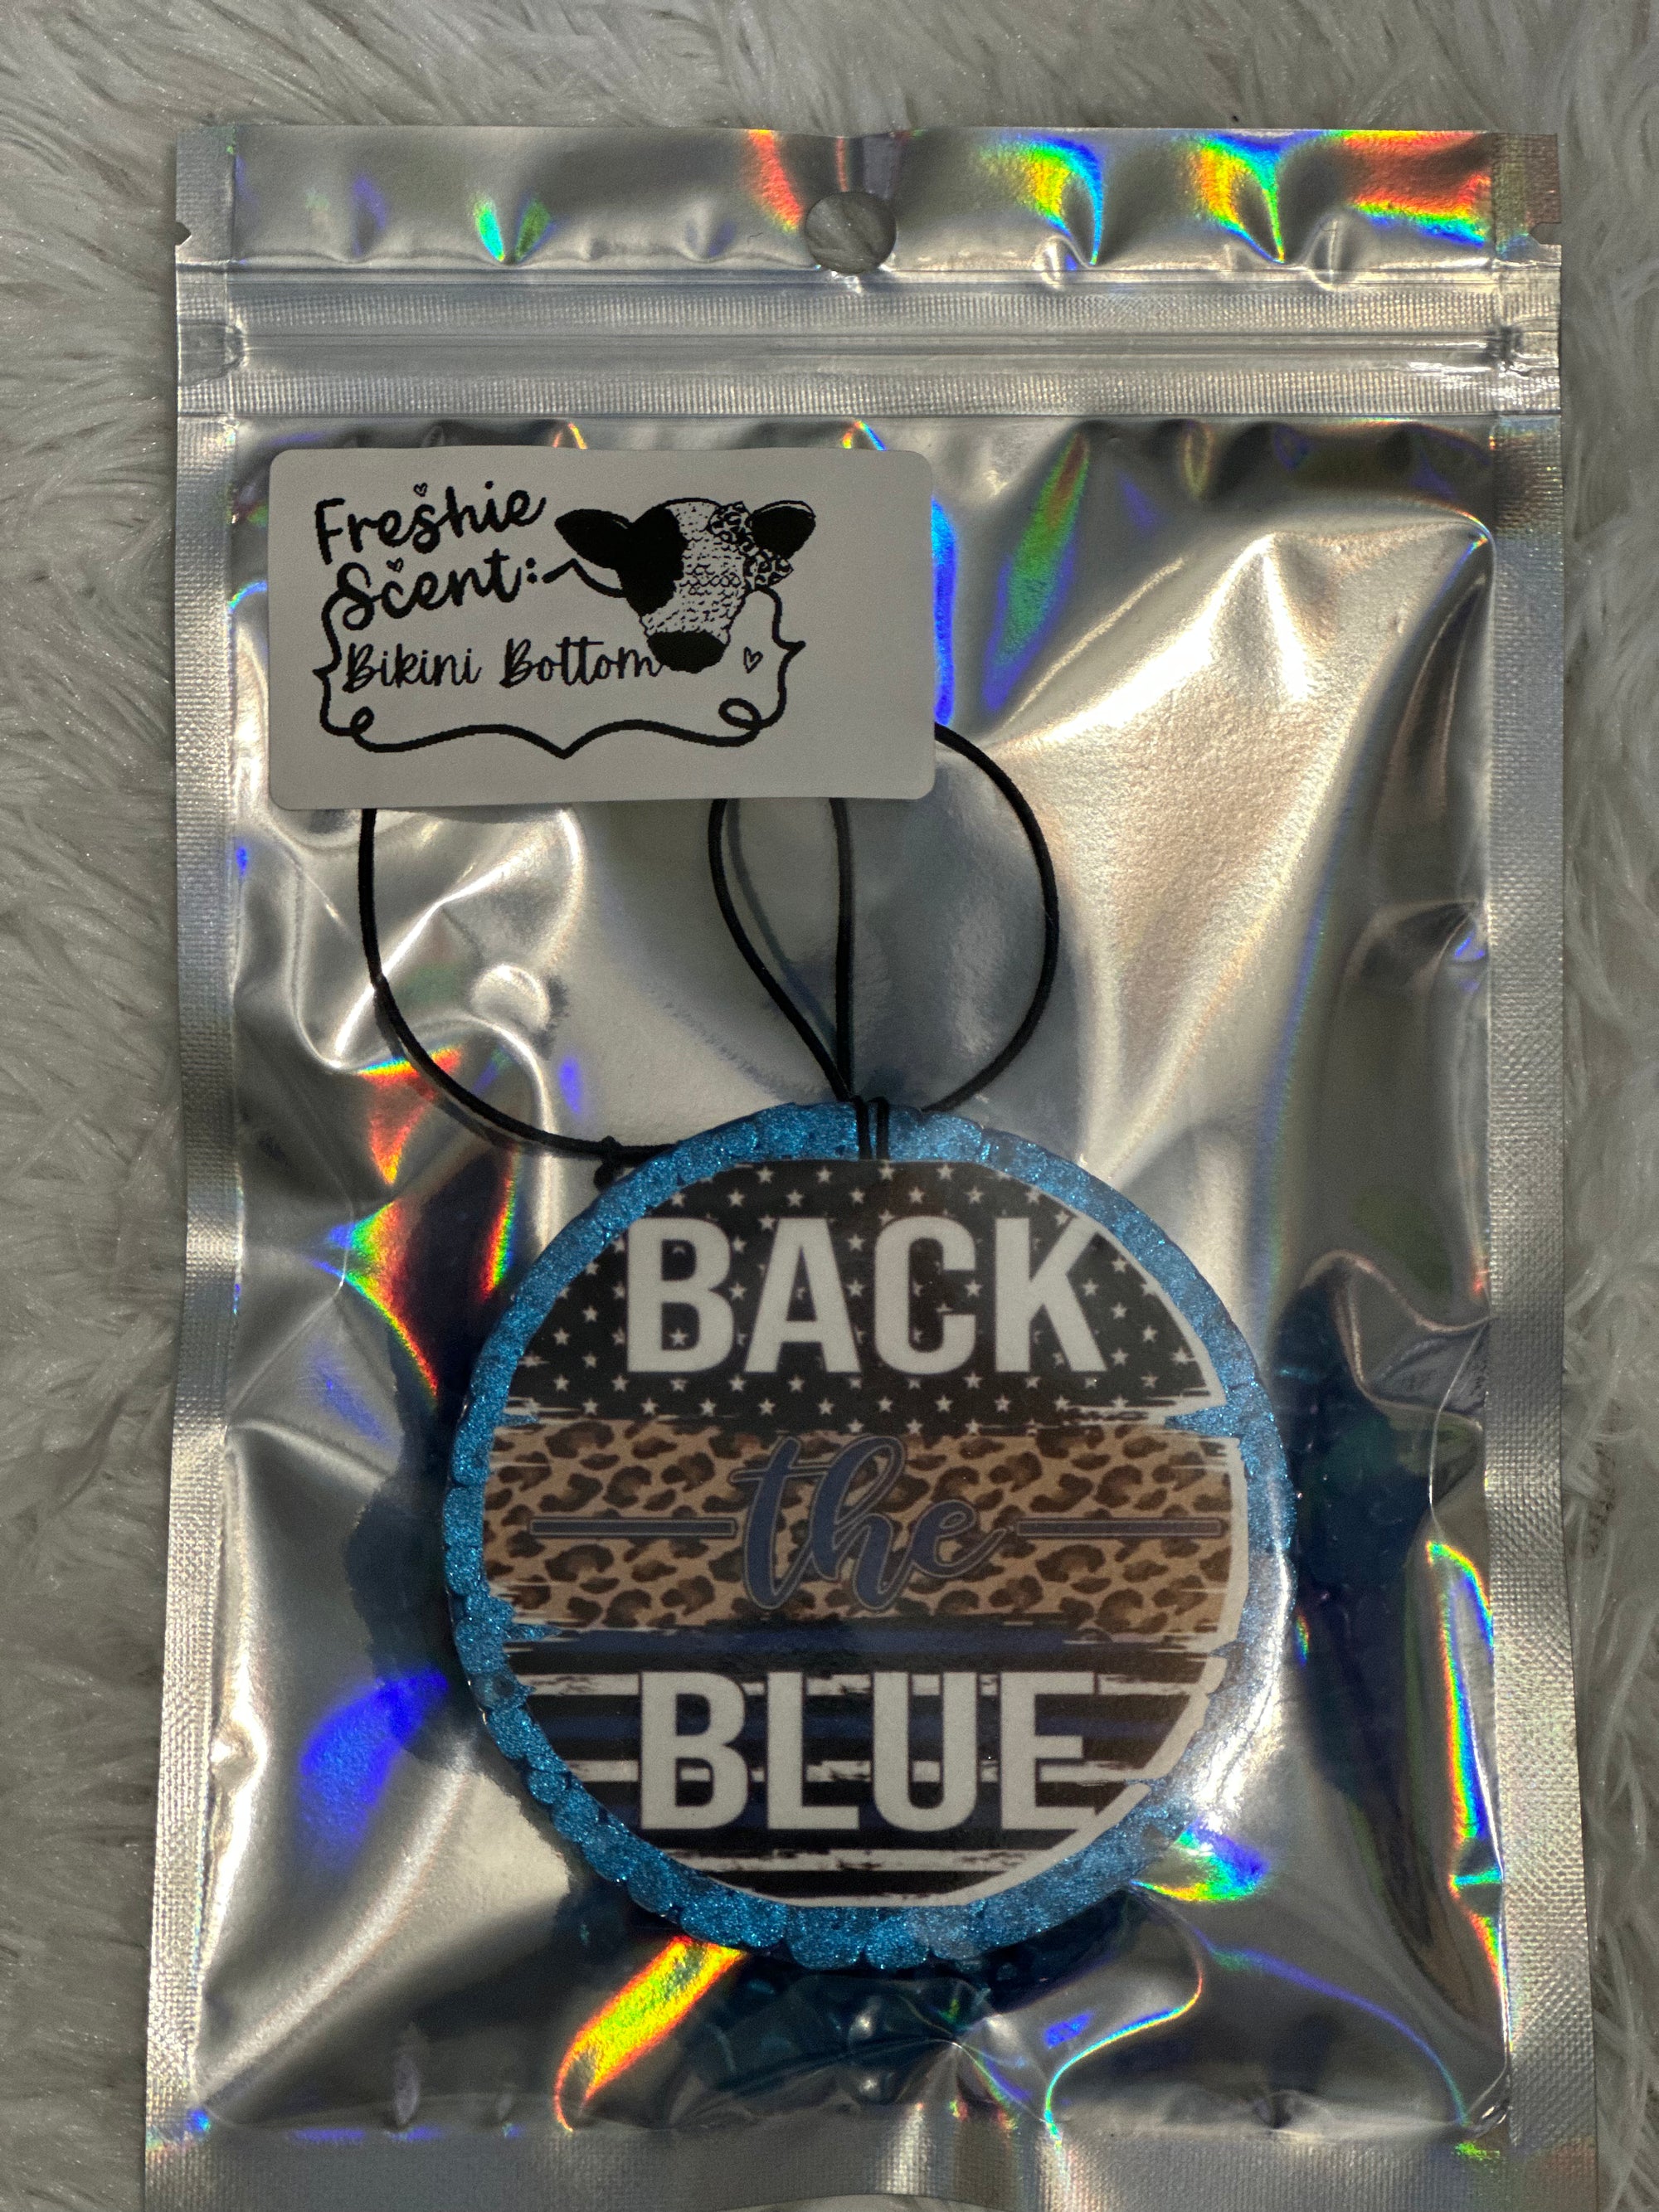 Freshie
Scent:
Bikini Bottom
BACK
the
BLUE